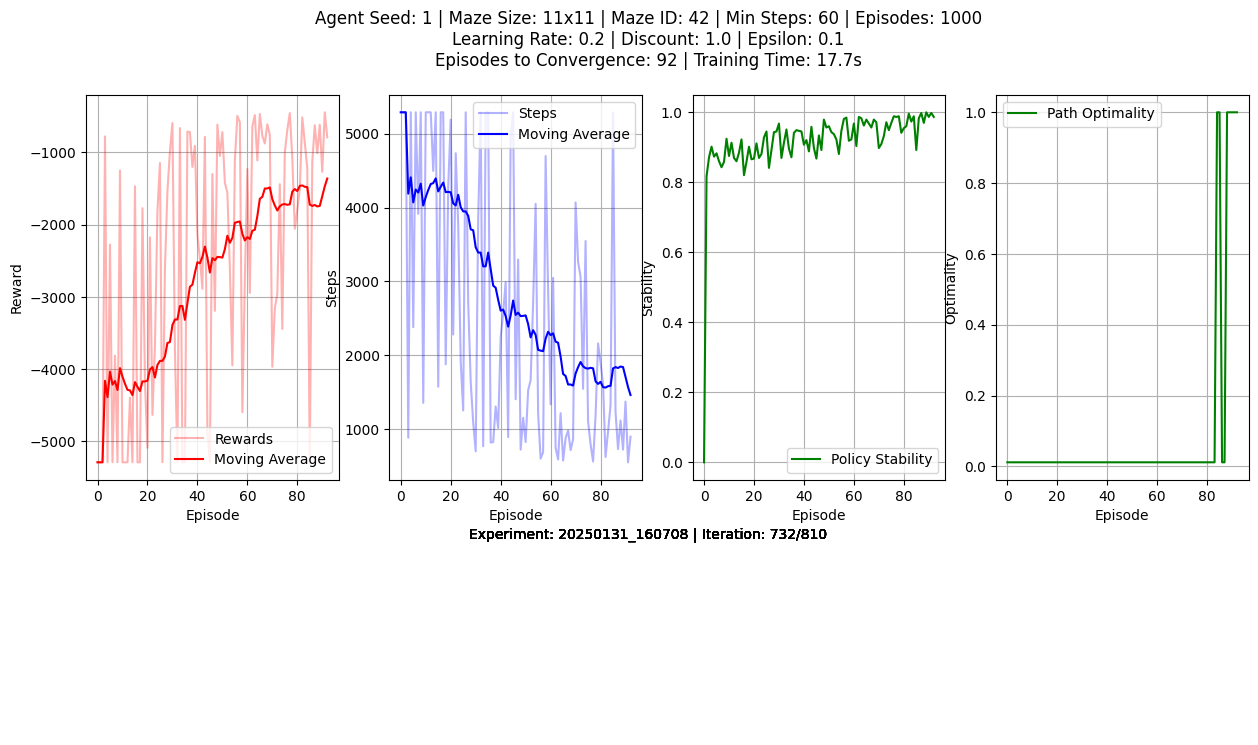 Agent Seed: 1 | Maze Size: 11x11 | Maze ID: 42 | Min Steps: 60 | Episodes: 1000
Learning Rate: 0.2 | Discount: 1.0 | Epsilon: 0.1
Episodes to Convergence: 92 | Training Time: 17.7s
Reward
−1000
−2000
−3000
−4000
−5000
0 20 40 60 80
Episode
Rewards
Moving Average
Steps
5000
4000
3000
2000
1000
0 20 40 60 80
Episode
Steps
Moving Average
Stability
1.0
0.8
0.6
0.4
0.2
0.0
0 20 40 60 80
Episode
Policy Stability
Optimality
1.0
0.8
0.6
0.4
0.2
0.0
0 20 40 60 80
Episode
Path Optimality
Experiment: 20250131_160708 | Iteration: 732/810